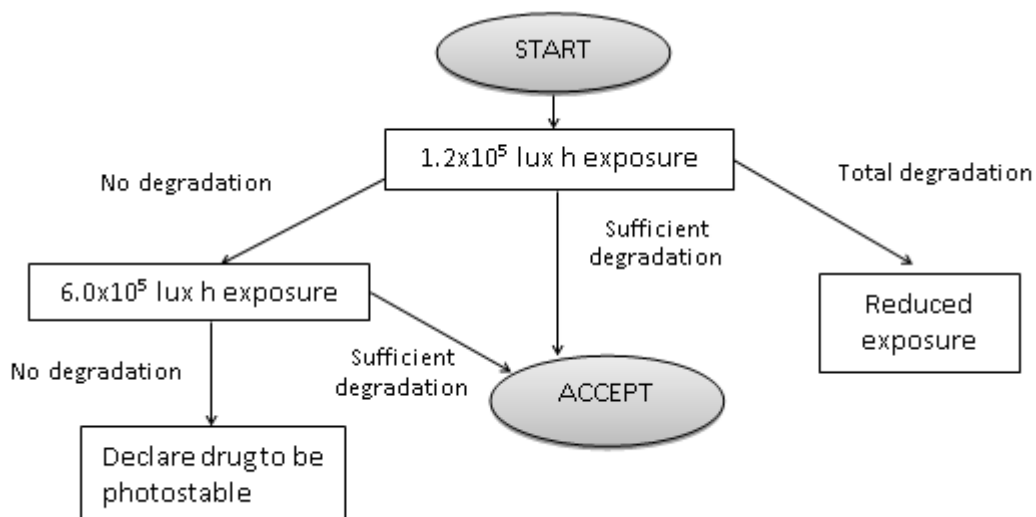 START
1.2x10⁵ lux h exposure
No degradation
Total degradation
Sufficient
degradation
6.0x10⁵ lux h exposure
Reduced
exposure
No degradation
Sufficient
degradation
ACCEPT
Declare drug to be
photostable